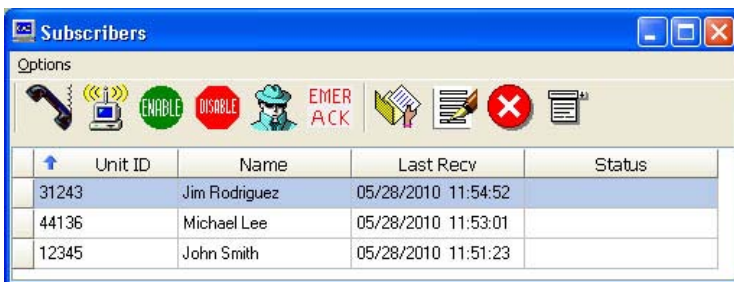 Subscribers
Options
ENABLE DISABLE EMER
ACK
Unit ID Name Last Recv Status
31243 Jim Rodriguez 05/28/2010 11:54:52
44136 Michael Lee 05/28/2010 11:53:01
12345 John Smith 05/28/2010 11:51:23